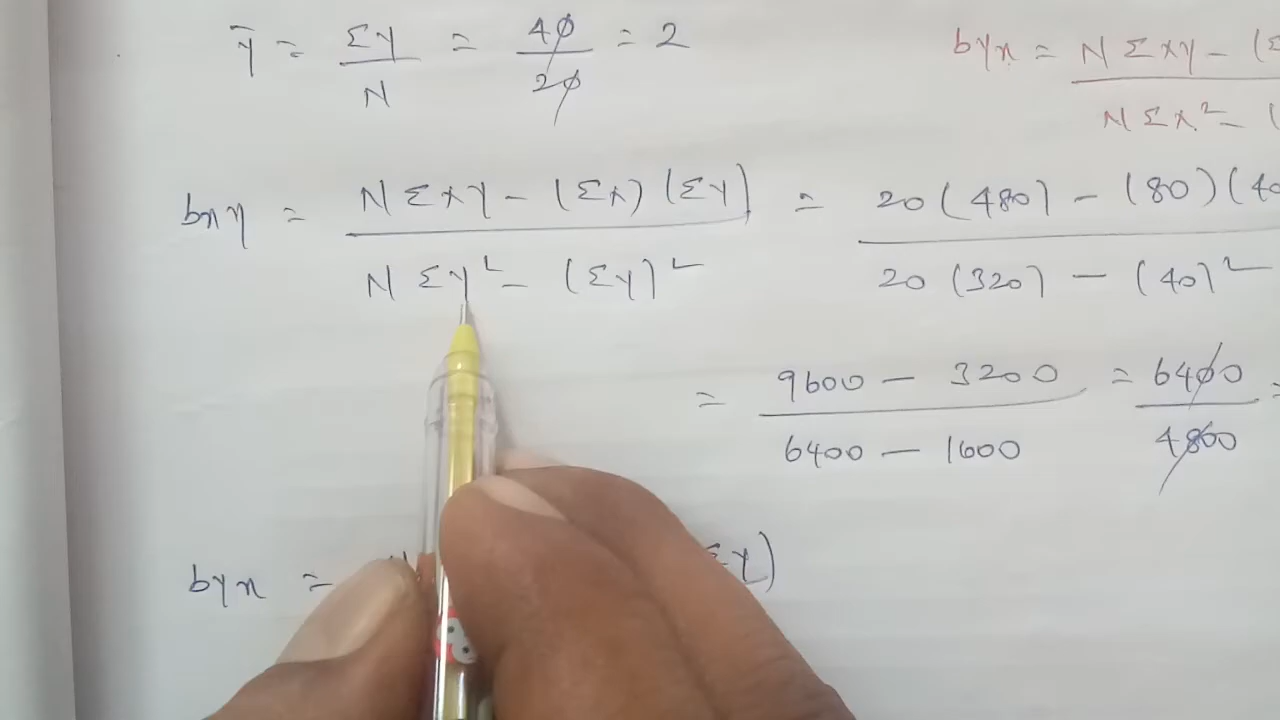 Ȳ = ΣY / N = 40 / 20 = 2
byx = NΣXY - (Σ / NΣX² - (
bxy = NΣXY - (ΣX)(ΣY) / NΣY² - (ΣY)² = 20(480) - (80)(40 / 20(320) - (40)²
= 9600 - 3200 / 6400 - 1600 = 6400 / 4800 =
byx = ΣY)